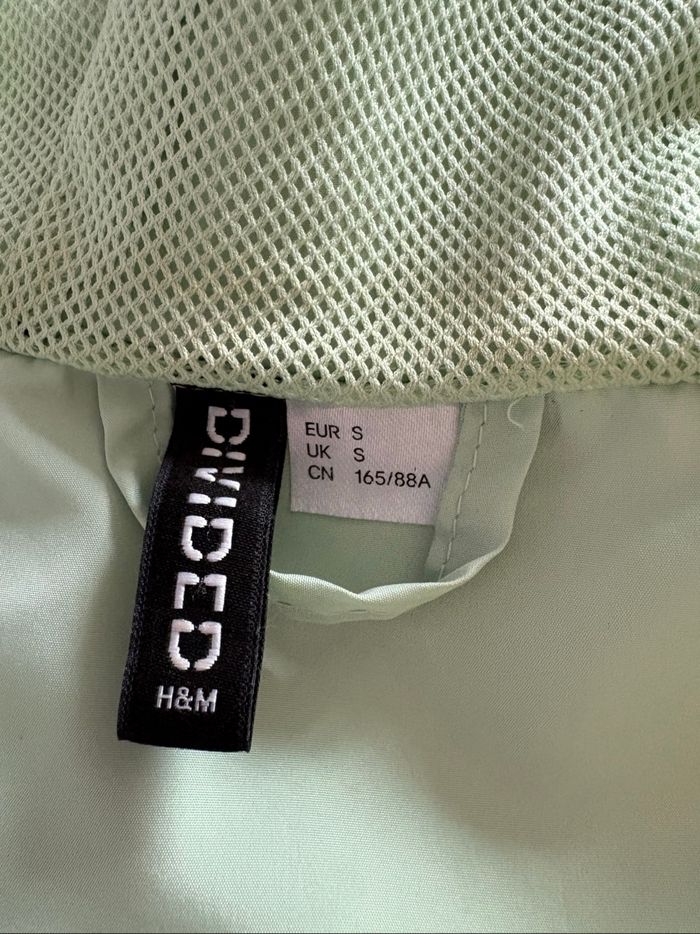 DIVIDED
H&M
EUR S
UK S
CN 165/88A